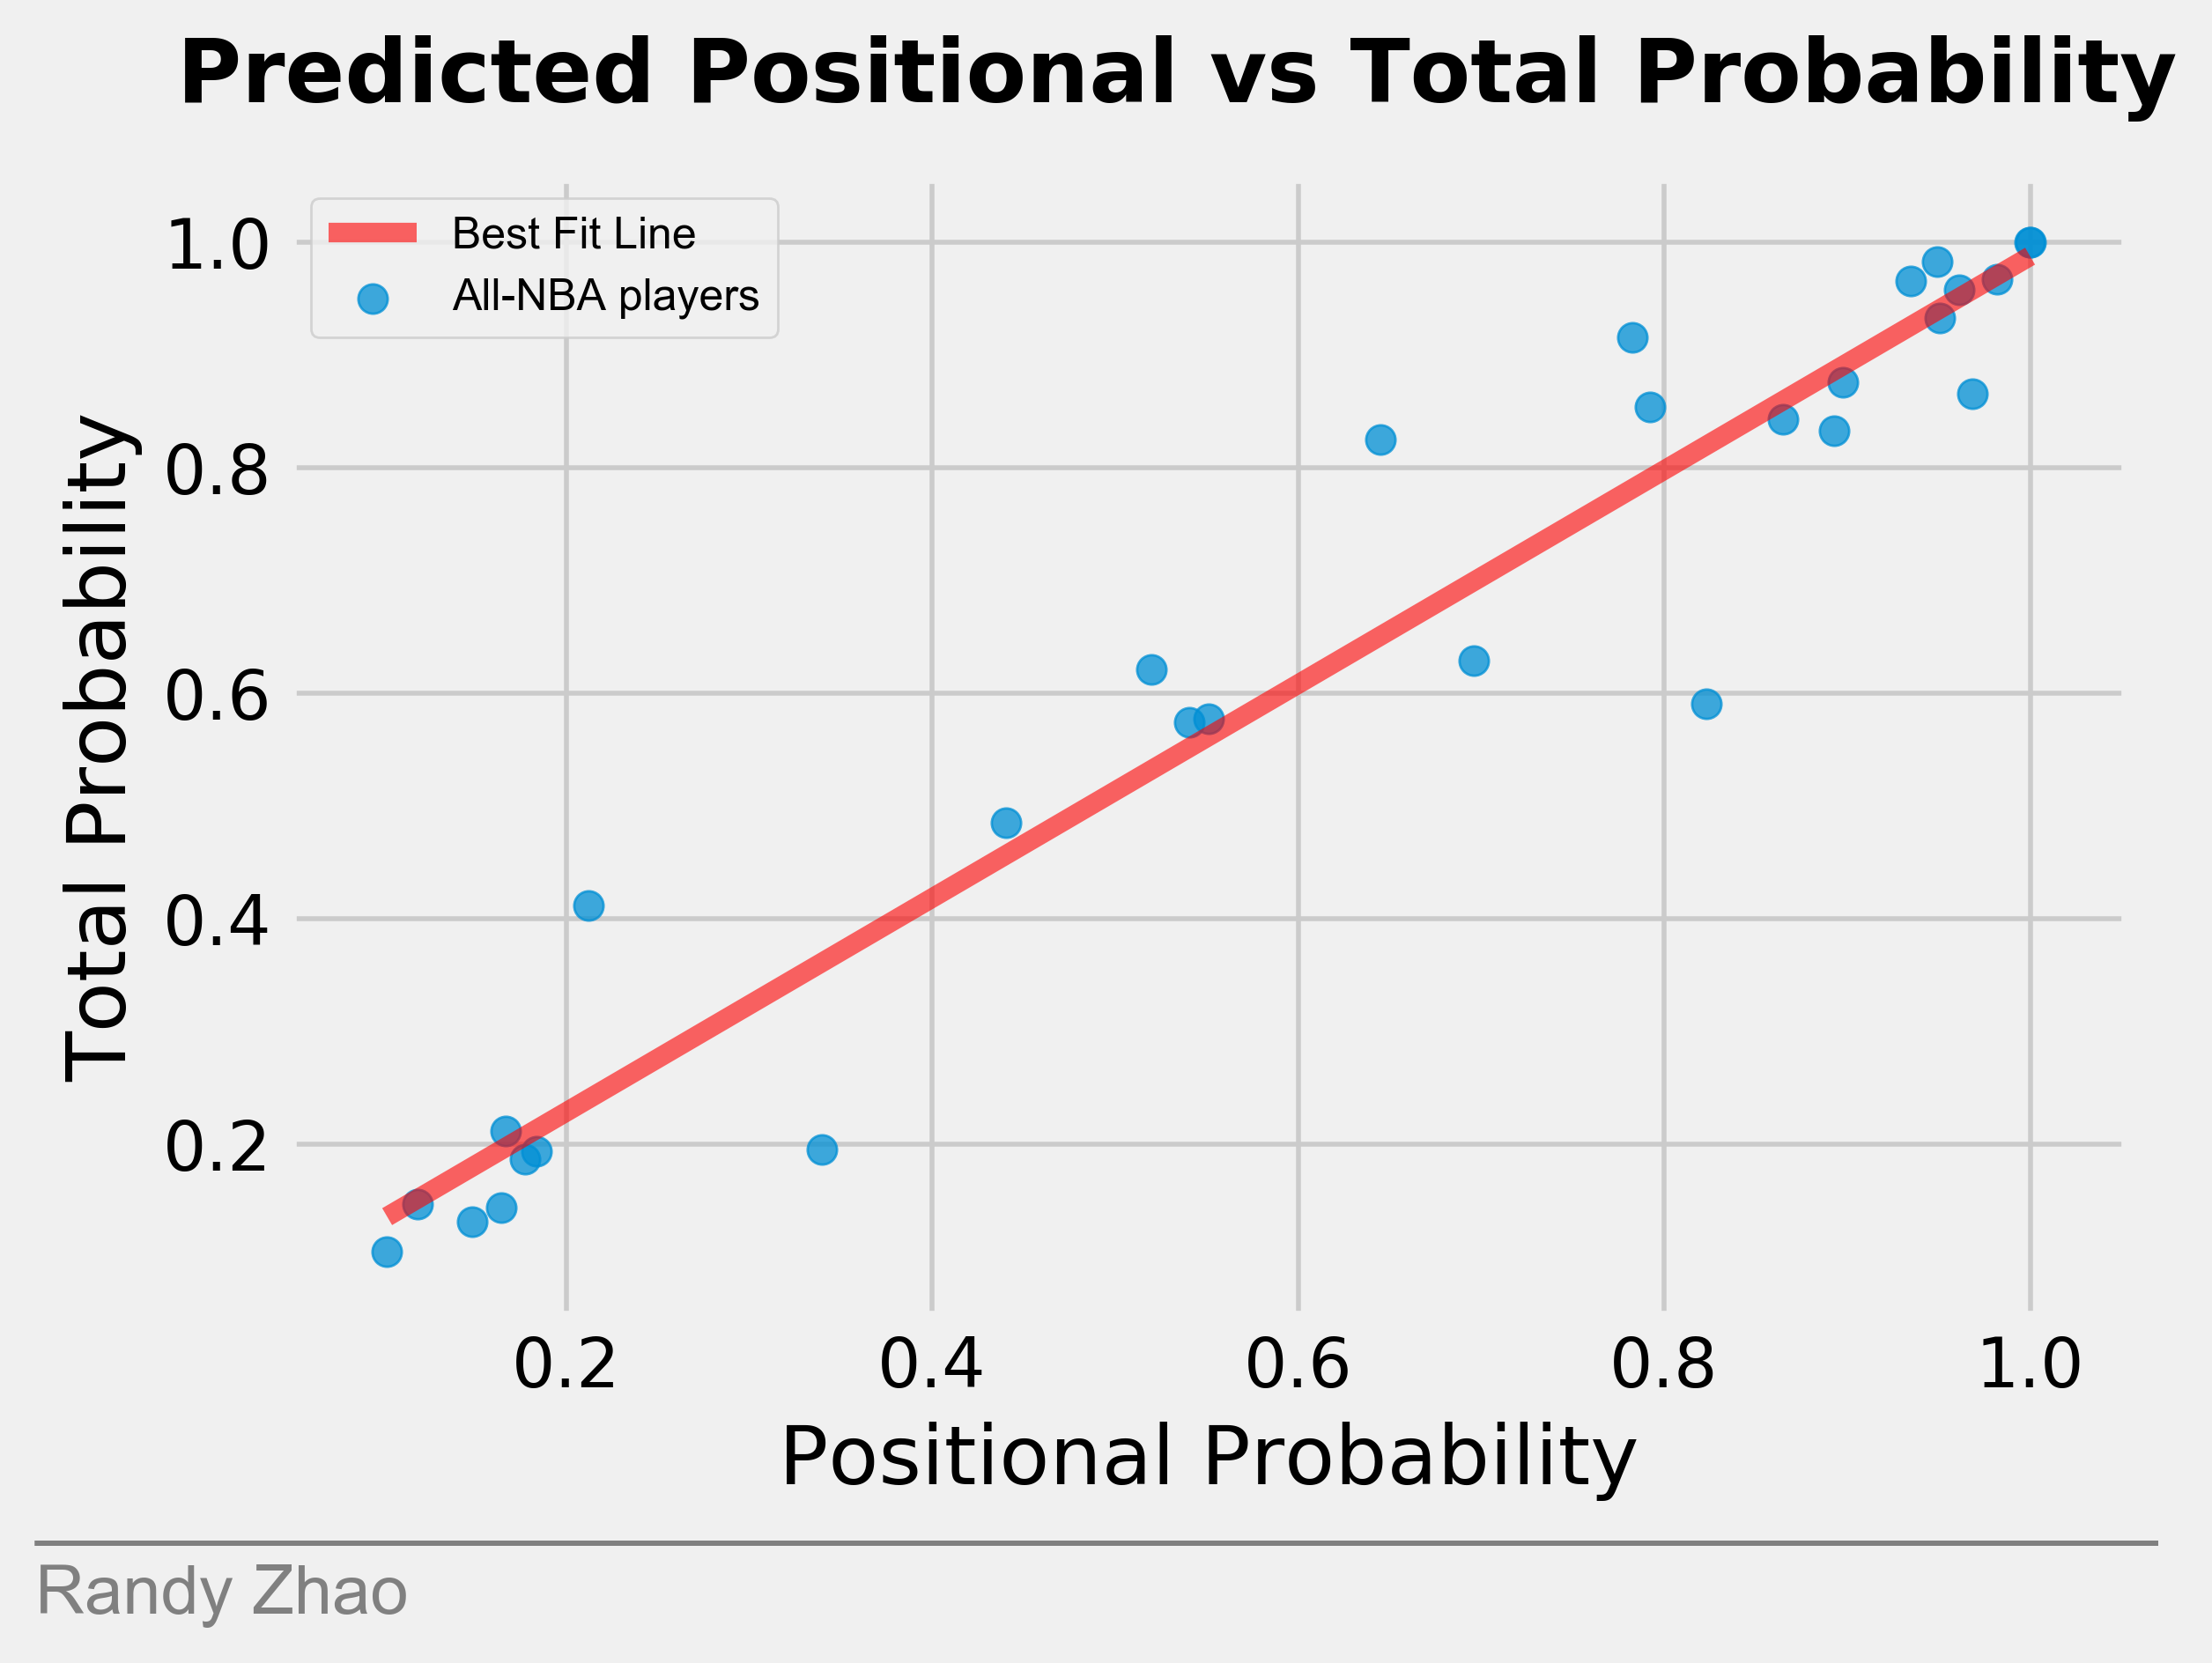 Predicted Positional vs Total Probability
Best Fit Line
All-NBA players
1.0
0.8
0.6
0.4
0.2
Total Probability
0.2 0.4 0.6 0.8 1.0
Positional Probability
Randy Zhao